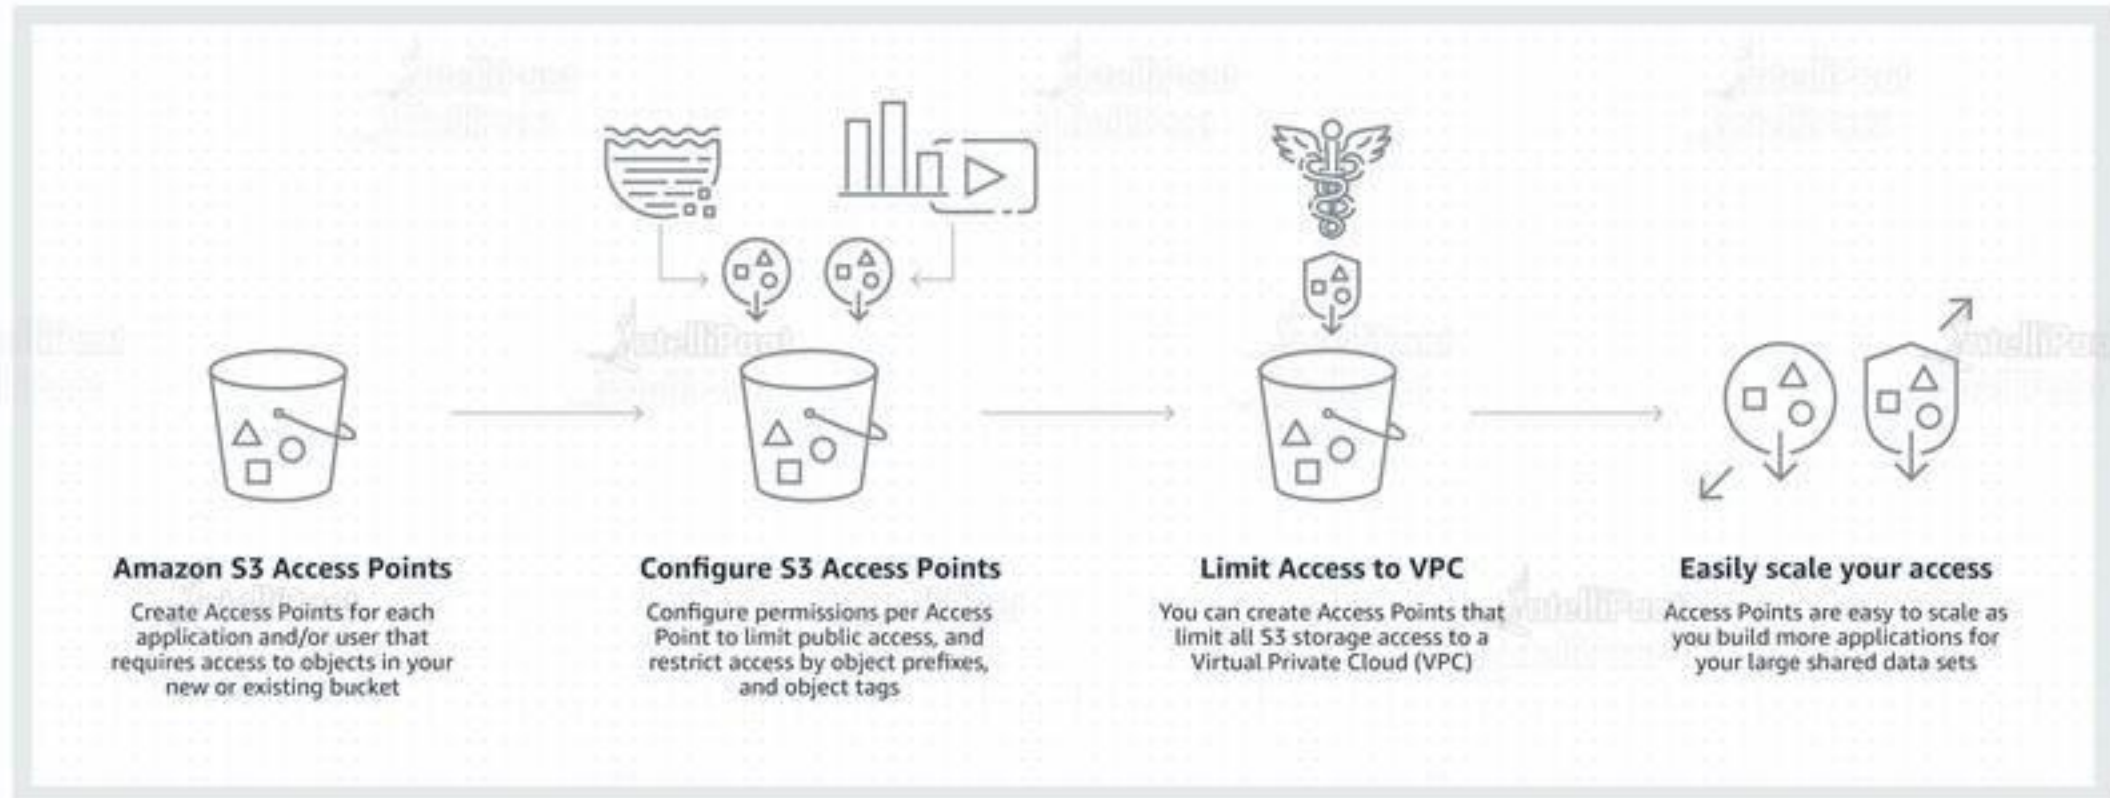 Amazon S3 Access Points
Create Access Points for each
application and/or user that
requires access to objects in your
new or existing bucket
Configure S3 Access Points
Configure permissions per Access
Point to limit public access, and
restrict access by object prefixes,
and object tags
Limit Access to VPC
You can create Access Points that
limit all S3 storage access to a
Virtual Private Cloud (VPC)
Easily scale your access
Access Points are easy to scale as
you build more applications for
your large shared data sets